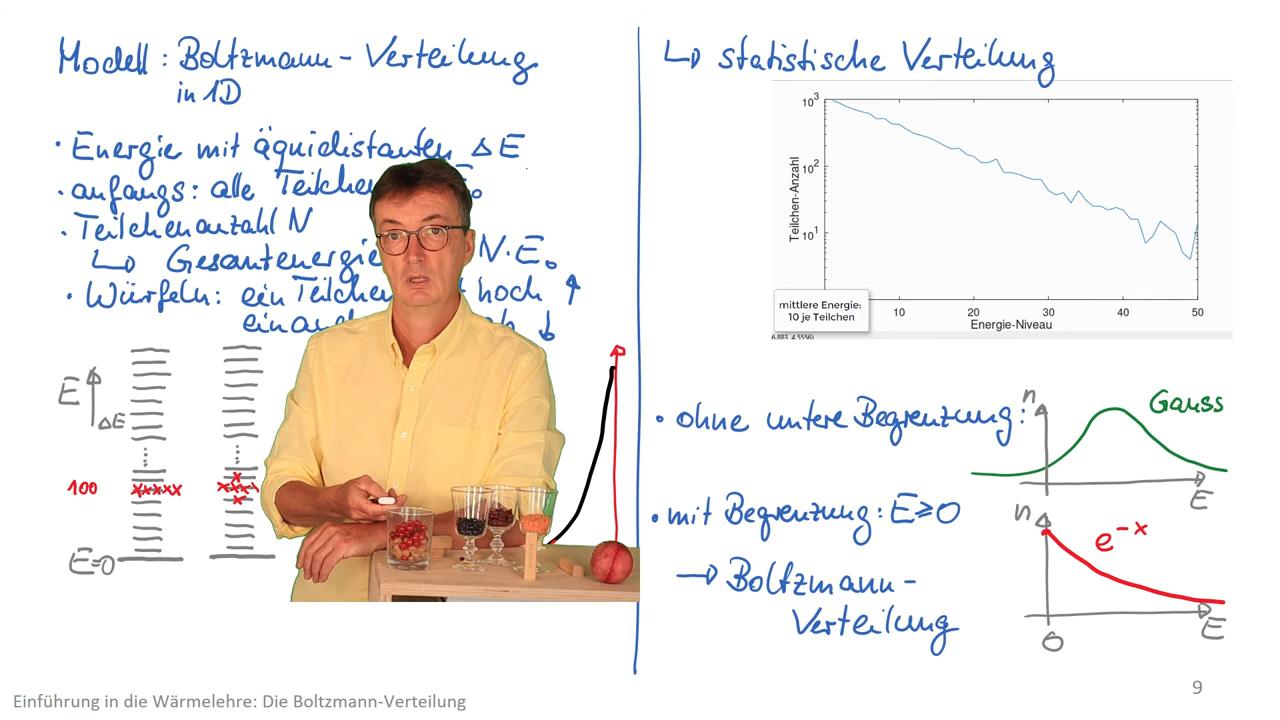 Modell: Boltzmann-Verteilung
in 1D
• Energie mit äquidistanten ΔE
• anfangs: alle Teilchen E₀
• Teilchenanzahl N
↳ Gesamtenergie N·E₀
• Würfeln: ein Teilchen hoch ↑
↓
E
ΔE
100
xxxxx
E=0
↳ statistische Verteilung
10³
10²
10¹
Teilchen-Anzahl
mittlere Energie:
10 je Teilchen
10 20 30 40 50
Energie-Niveau
• ohne untere Begrenzung:
n
Gauss
E
• mit Begrenzung: E≥0
→ Boltzmann-
Verteilung
n
e⁻ˣ
E
0
Einführung in die Wärmelehre: Die Boltzmann-Verteilung
9